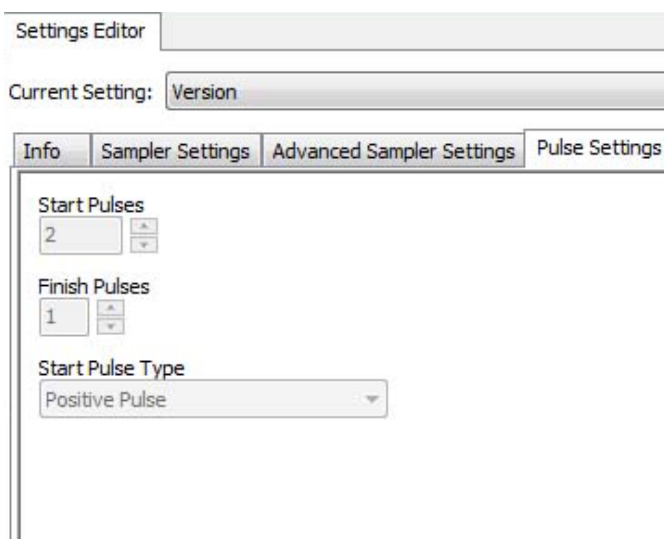 Settings Editor
Current Setting: Version
Info Sampler Settings Advanced Sampler Settings Pulse Settings
Start Pulses
2
Finish Pulses
1
Start Pulse Type
Positive Pulse